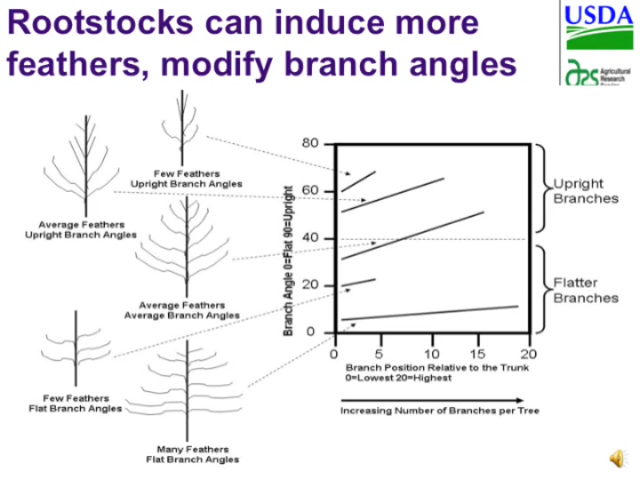 Rootstocks can induce more
feathers, modify branch angles
USDA
Agricultural
Research
Few Feathers
Upright Branch Angles
Average Feathers
Upright Branch Angles
Average Feathers
Average Branch Angles
Few Feathers
Flat Branch Angles
Many Feathers
Flat Branch Angles
Branch Angle 0=Flat 90=Upright
80
60
40
20
0
0 5 10 15 20
Branch Position Relative to the Trunk
0=Lowest 20=Highest
Increasing Number of Branches per Tree
Upright
Branches
Flatter
Branches